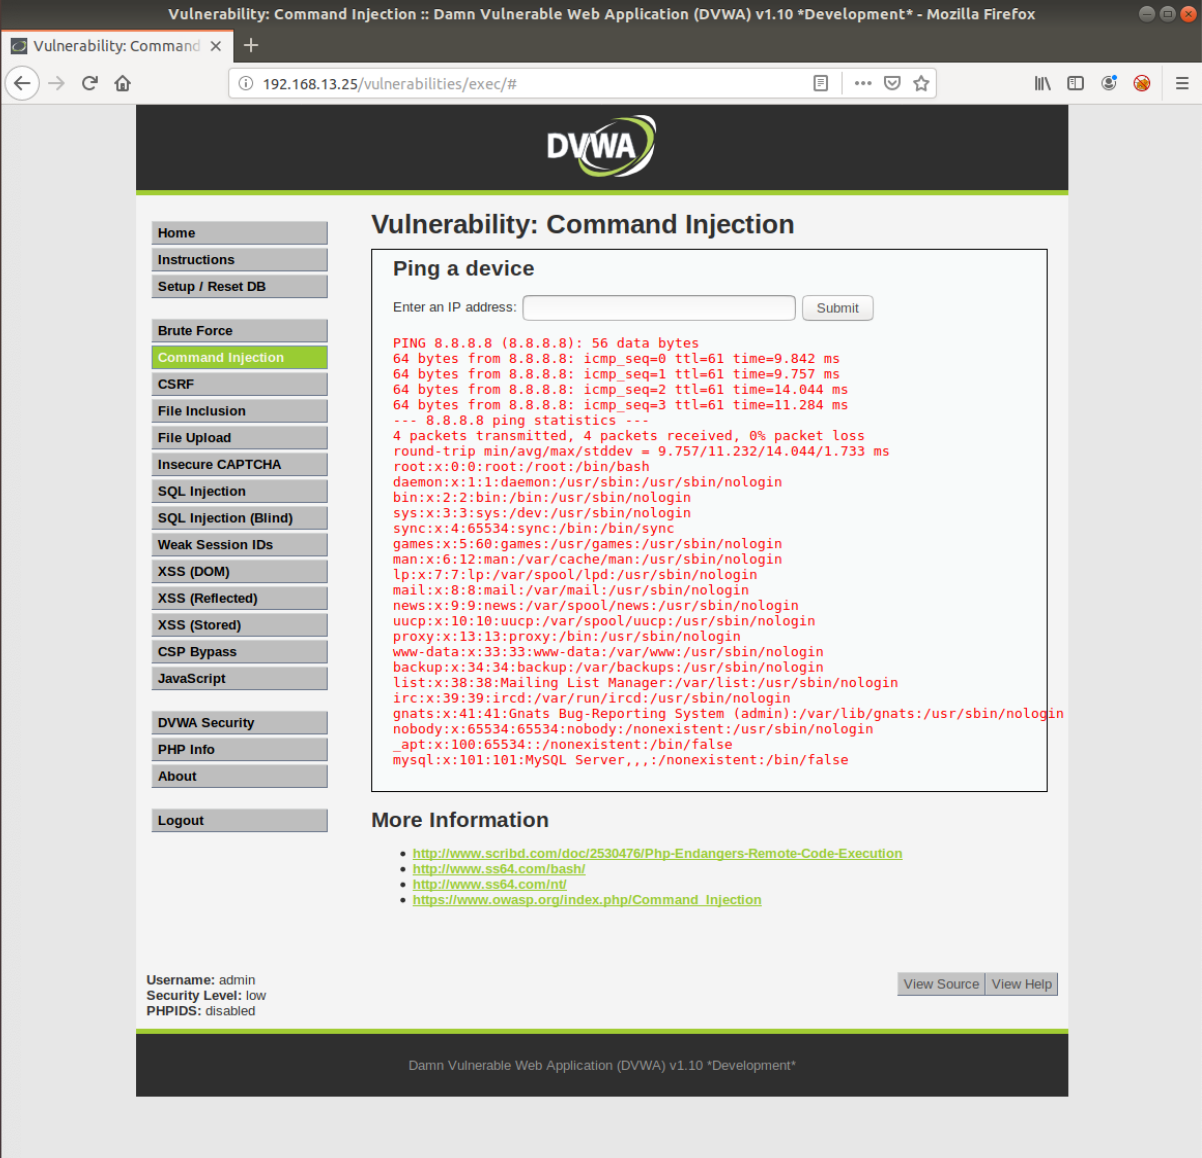 Vulnerability: Command Injection :: Damn Vulnerable Web Application (DVWA) v1.10 *Development* - Mozilla Firefox
Vulnerability: Command
192.168.13.25/vulnerabilities/exec/#
DVWA
Home
Instructions
Setup / Reset DB
Brute Force
Command Injection
CSRF
File Inclusion
File Upload
Insecure CAPTCHA
SQL Injection
SQL Injection (Blind)
Weak Session IDs
XSS (DOM)
XSS (Reflected)
XSS (Stored)
CSP Bypass
JavaScript
DVWA Security
PHP Info
About
Logout
Vulnerability: Command Injection
Ping a device
Enter an IP address:
Submit
PING 8.8.8.8 (8.8.8.8): 56 data bytes
64 bytes from 8.8.8.8: icmp_seq=0 ttl=61 time=9.842 ms
64 bytes from 8.8.8.8: icmp_seq=1 ttl=61 time=9.757 ms
64 bytes from 8.8.8.8: icmp_seq=2 ttl=61 time=14.044 ms
64 bytes from 8.8.8.8: icmp_seq=3 ttl=61 time=11.284 ms
--- 8.8.8.8 ping statistics ---
4 packets transmitted, 4 packets received, 0% packet loss
round-trip min/avg/max/stddev = 9.757/11.232/14.044/1.733 ms
root:x:0:0:root:/root:/bin/bash
daemon:x:1:1:daemon:/usr/sbin:/usr/sbin/nologin
bin:x:2:2:bin:/bin:/usr/sbin/nologin
sys:x:3:3:sys:/dev:/usr/sbin/nologin
sync:x:4:65534:sync:/bin:/bin/sync
games:x:5:60:games:/usr/games:/usr/sbin/nologin
man:x:6:12:man:/var/cache/man:/usr/sbin/nologin
lp:x:7:7:lp:/var/spool/lpd:/usr/sbin/nologin
mail:x:8:8:mail:/var/mail:/usr/sbin/nologin
news:x:9:9:news:/var/spool/news:/usr/sbin/nologin
uucp:x:10:10:uucp:/var/spool/uucp:/usr/sbin/nologin
proxy:x:13:13:proxy:/bin:/usr/sbin/nologin
www-data:x:33:33:www-data:/var/www:/usr/sbin/nologin
backup:x:34:34:backup:/var/backups:/usr/sbin/nologin
list:x:38:38:Mailing List Manager:/var/list:/usr/sbin/nologin
irc:x:39:39:ircd:/var/run/ircd:/usr/sbin/nologin
gnats:x:41:41:Gnats Bug-Reporting System (admin):/var/lib/gnats:/usr/sbin/nologin
nobody:x:65534:65534:nobody:/nonexistent:/usr/sbin/nologin
_apt:x:100:65534::/nonexistent:/bin/false
mysql:x:101:101:MySQL Server,,,:/nonexistent:/bin/false
More Information
http://www.scribd.com/doc/2530476/Php-Endangers-Remote-Code-Execution
http://www.ss64.com/bash/
http://www.ss64.com/nt/
https://www.owasp.org/index.php/Command_Injection
Username: admin
Security Level: low
PHPIDS: disabled
View Source
View Help
Damn Vulnerable Web Application (DVWA) v1.10 *Development*